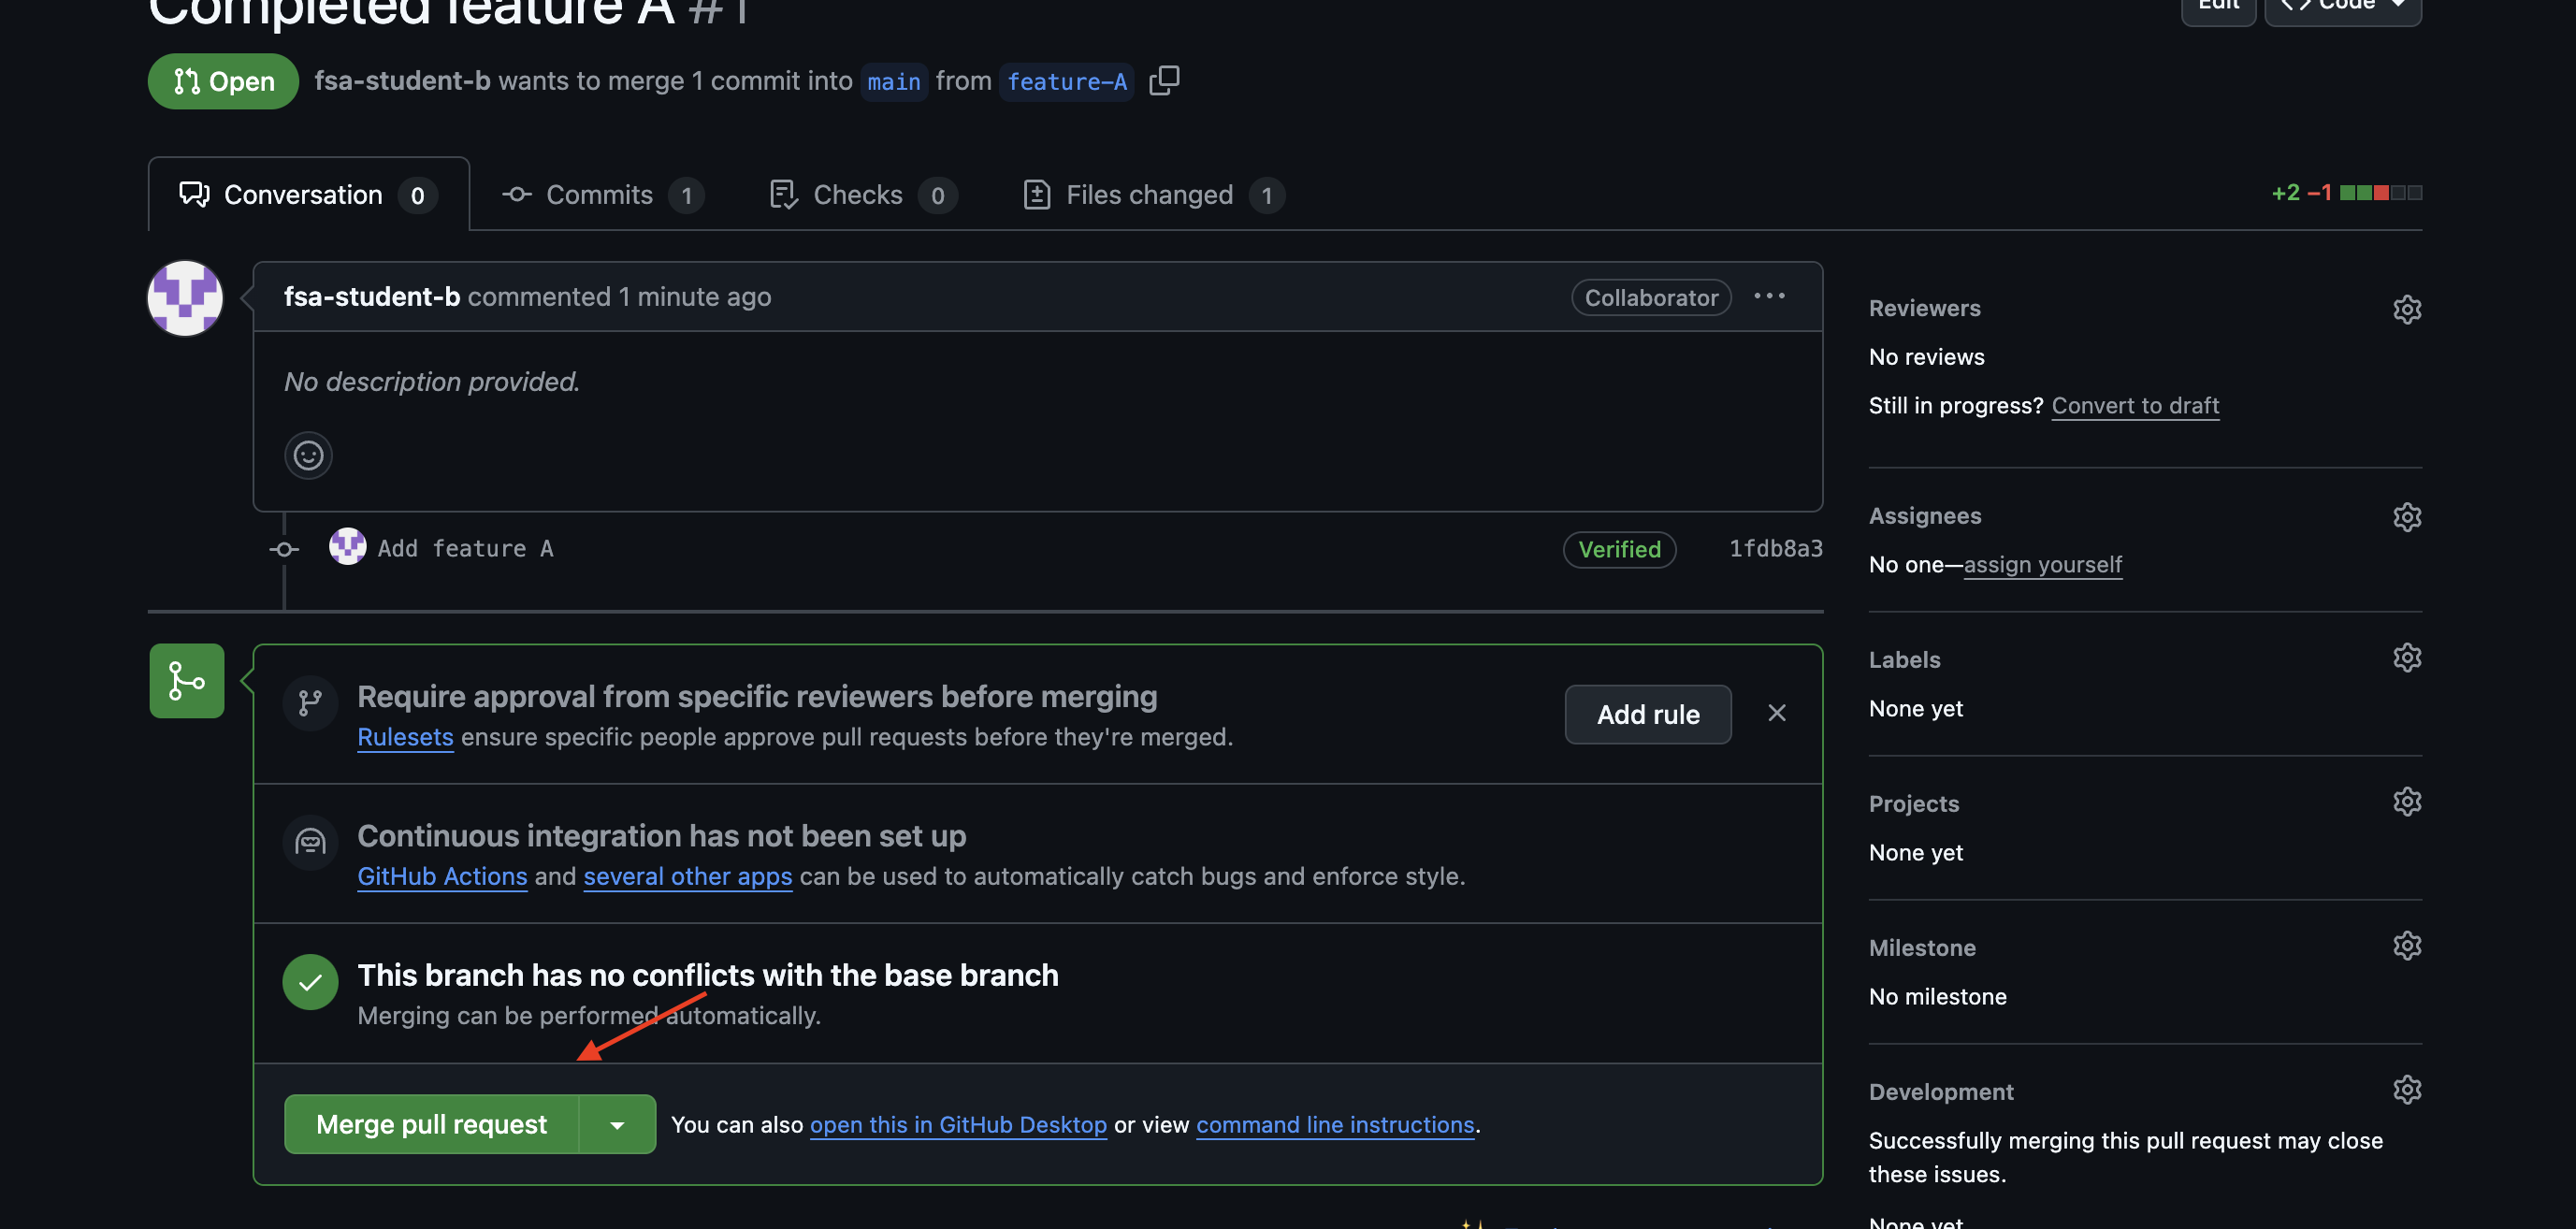 Completed feature A #1
Edit
Code
Open
fsa-student-b wants to merge 1 commit into main from feature-A
Conversation 0
Commits 1
Checks 0
Files changed 1
+2 −1
fsa-student-b commented 1 minute ago
Collaborator
No description provided.
Add feature A
Verified
1fdb8a3
Require approval from specific reviewers before merging
Rulesets ensure specific people approve pull requests before they're merged.
Add rule
Continuous integration has not been set up
GitHub Actions and several other apps can be used to automatically catch bugs and enforce style.
This branch has no conflicts with the base branch
Merging can be performed automatically.
Merge pull request
You can also open this in GitHub Desktop or view command line instructions.
Reviewers
No reviews
Still in progress? Convert to draft
Assignees
No one—assign yourself
Labels
None yet
Projects
None yet
Milestone
No milestone
Development
Successfully merging this pull request may close
these issues.
None yet